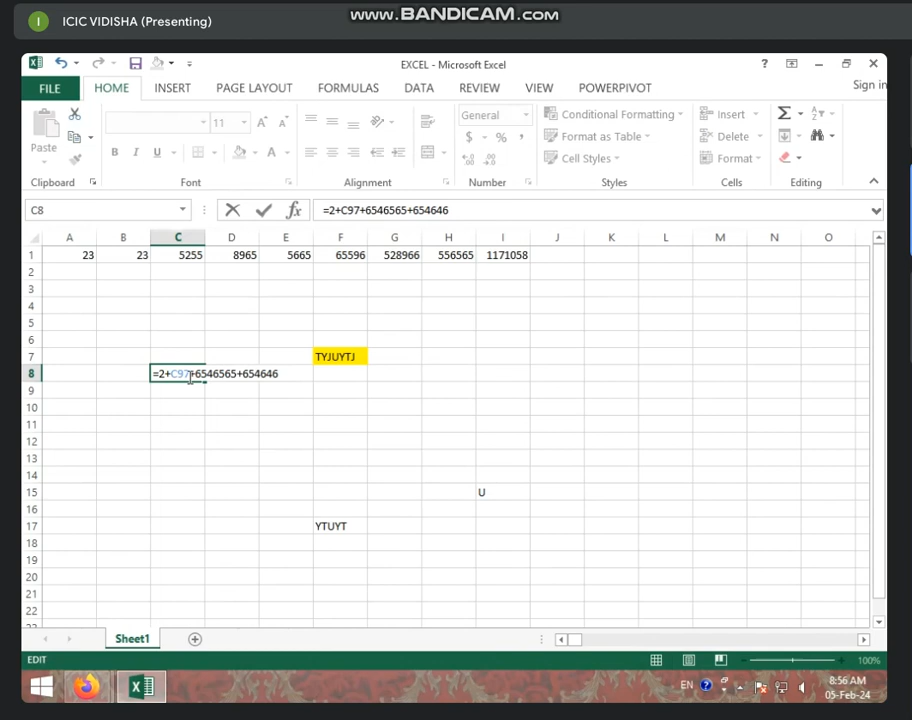 www.BANDICAM.com
I ICIC VIDISHA (Presenting)
EXCEL - Microsoft Excel
Sign in
FILE HOME INSERT PAGE LAYOUT FORMULAS DATA REVIEW VIEW POWERPIVOT
Paste 11 General Conditional Formatting Insert
Format as Table Delete
Cell Styles Format
Clipboard Font Alignment Number Styles Cells Editing
C8 =2+C97+6546565+654646
A B C D E F G H I J K L M N O
1 23 23 5255 8965 5665 65596 528966 556565 1171058
2
3
4
5
6
7 TYJUYTJ
8 =2+C97+6546565+654646
9
10
11
12
13
14
15 U
16
17 YTUYT
18
19
20
21
22
23
Sheet1
EDIT 100%
EN 8:56 AM
05-Feb-24